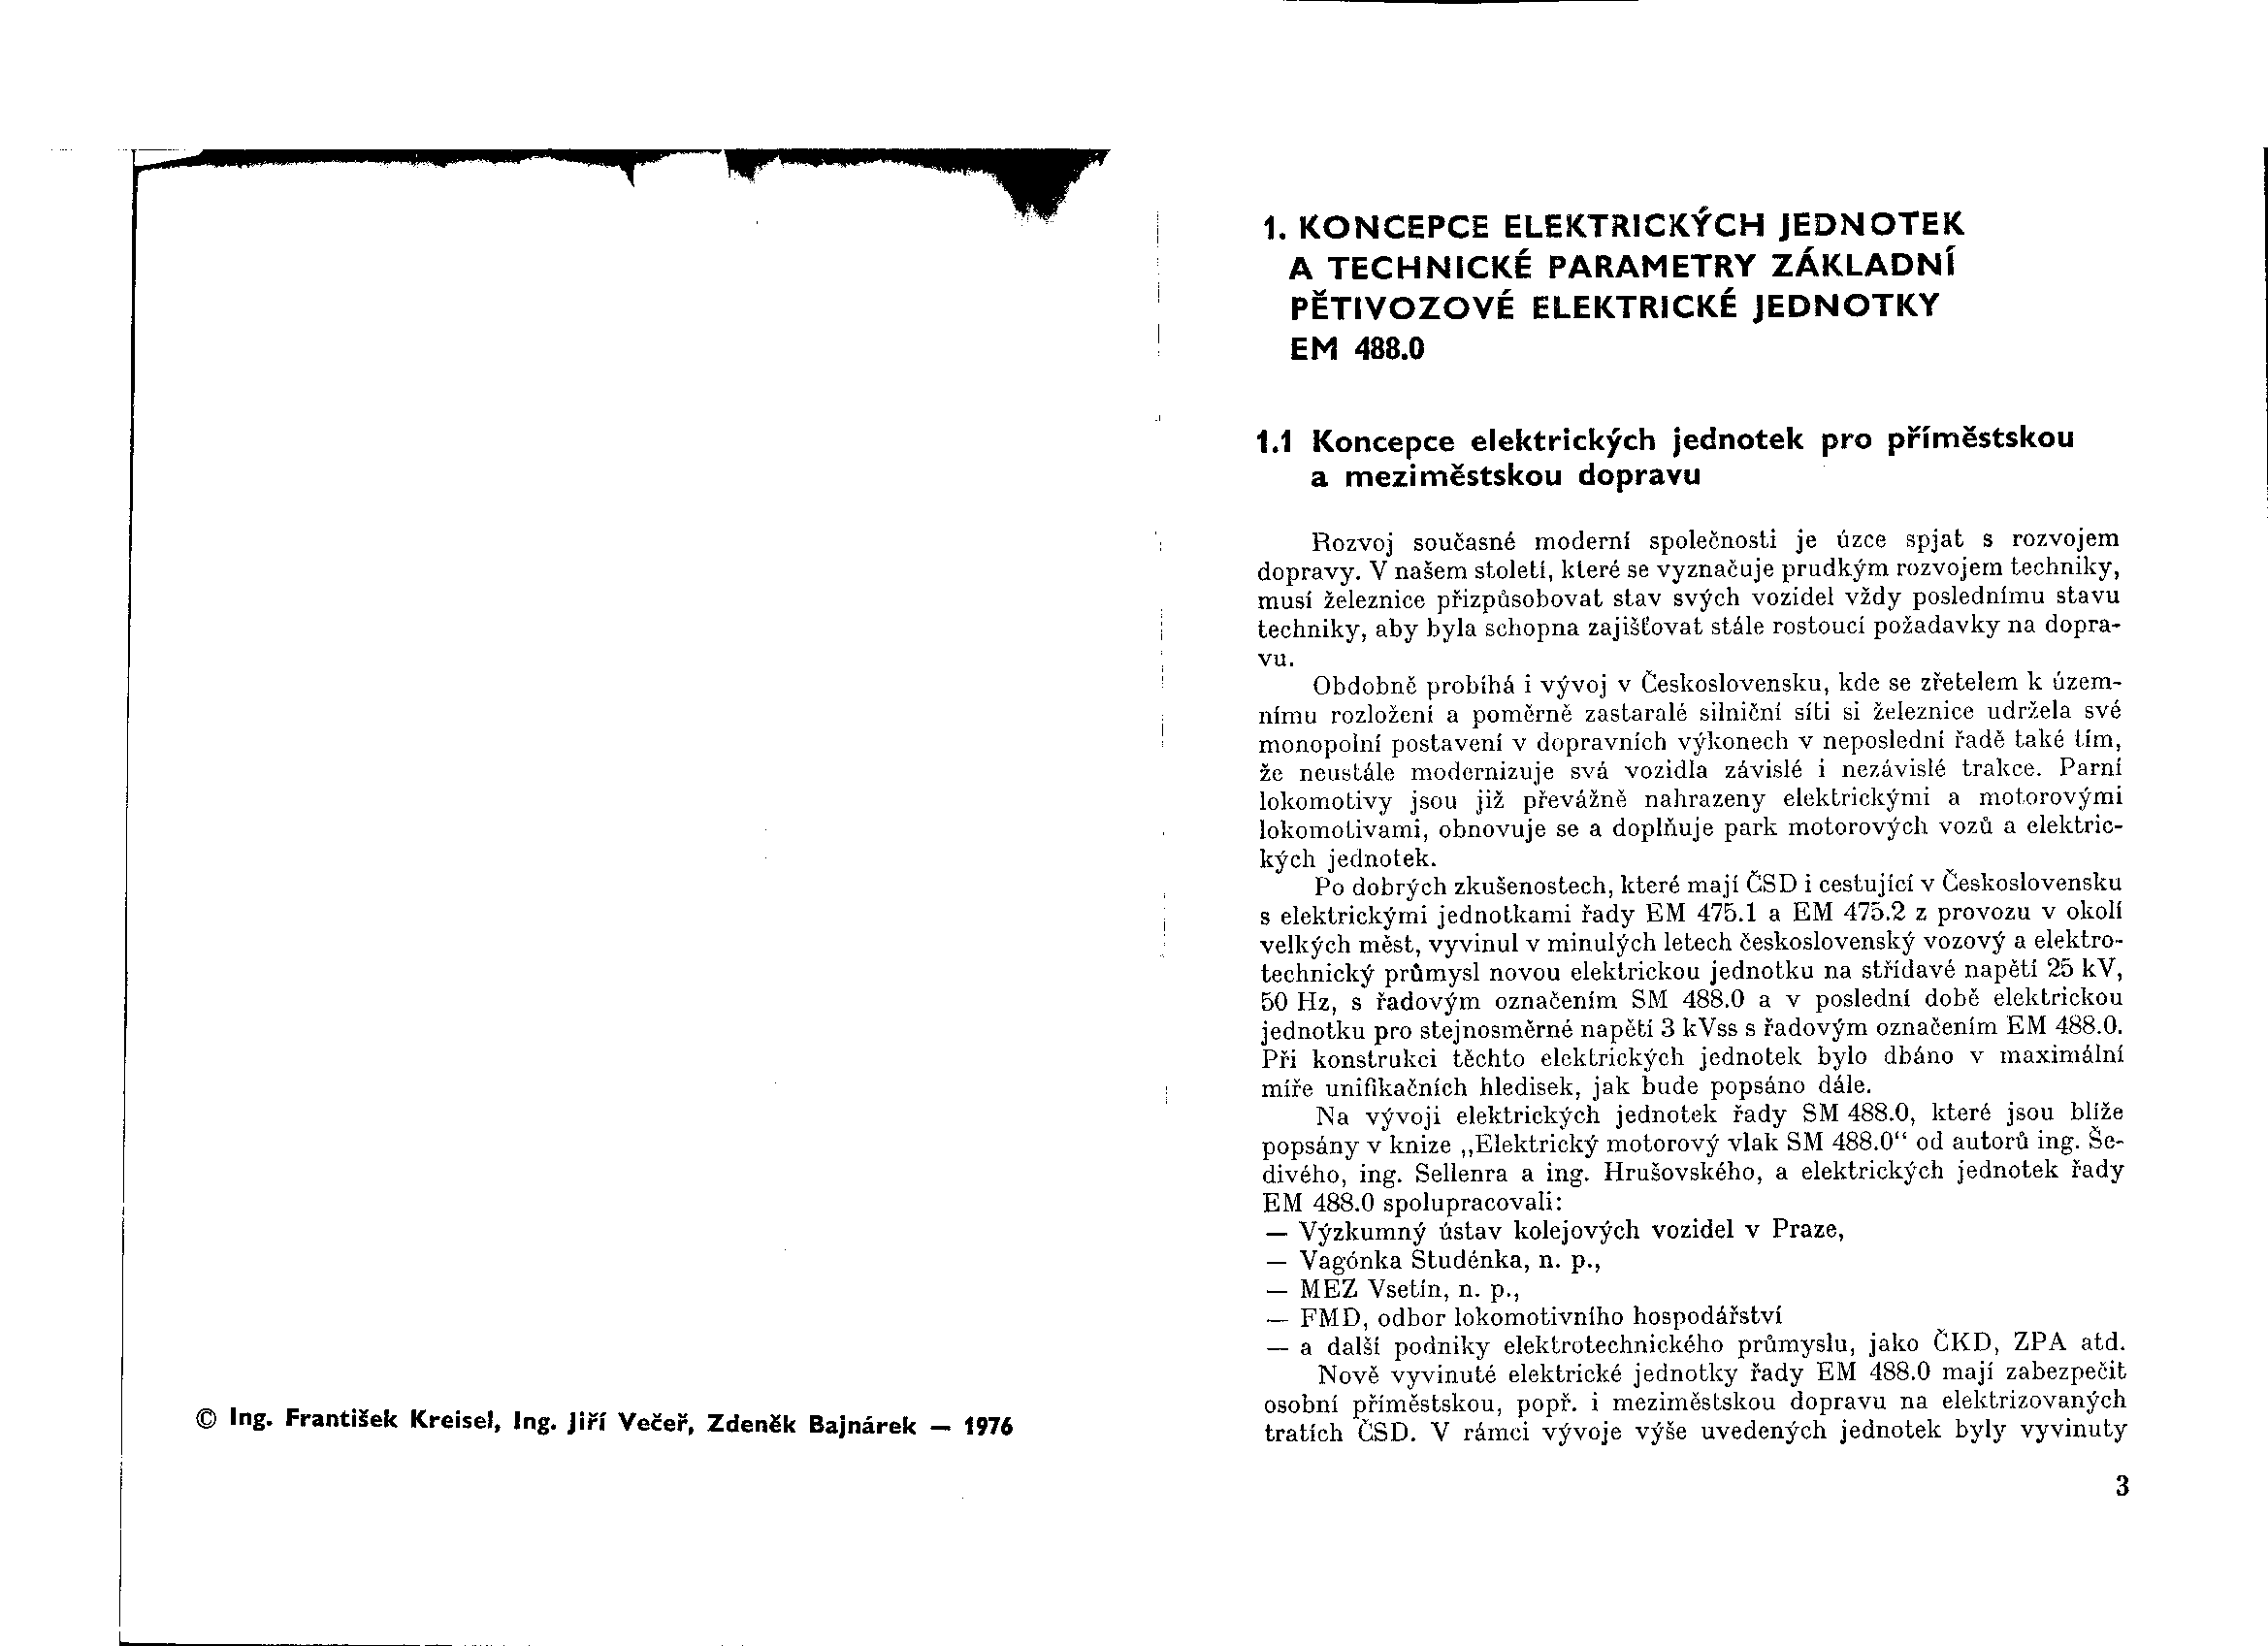 © Ing. František Kreisel, Ing. Jiří Večeř, Zdeněk Bajnárek — 1976
1. KONCEPCE ELEKTRICKÝCH JEDNOTEK
A TECHNICKÉ PARAMETRY ZÁKLADNÍ
PĚTIVOZOVÉ ELEKTRICKÉ JEDNOTKY
EM 488.0
1.1 Koncepce elektrických jednotek pro příměstskou
a meziměstskou dopravu
Rozvoj současné moderní společnosti je úzce spjat s rozvojem
dopravy. V našem století, které se vyznačuje prudkým rozvojem techniky,
musí železnice přizpůsobovat stav svých vozidel vždy poslednímu stavu
techniky, aby byla schopna zajišťovat stále rostoucí požadavky na dopra-
vu.
Obdobně probíhá i vývoj v Československu, kde se zřetelem k územ-
nímu rozložení a poměrně zastaralé silniční síti si železnice udržela své
monopolní postavení v dopravních výkonech v neposlední řadě také tím,
že neustále modernizuje svá vozidla závislé i nezávislé trakce. Parní
lokomotivy jsou již převážně nahrazeny elektrickými a motorovými
lokomotivami, obnovuje se a doplňuje park motorových vozů a elektric-
kých jednotek.
Po dobrých zkušenostech, které mají ČSD i cestující v Československu
s elektrickými jednotkami řady EM 475.1 a EM 475.2 z provozu v okolí
velkých měst, vyvinul v minulých letech československý vozový a elektro-
technický průmysl novou elektrickou jednotku na střídavé napětí 25 kV,
50 Hz, s řadovým označením SM 488.0 a v poslední době elektrickou
jednotku pro stejnosměrné napětí 3 kVss s řadovým označením EM 488.0.
Při konstrukci těchto elektrických jednotek bylo dbáno v maximální
míře unifikačních hledisek, jak bude popsáno dále.
Na vývoji elektrických jednotek řady SM 488.0, které jsou blíže
popsány v knize „Elektrický motorový vlak SM 488.0“ od autorů ing. Še-
divého, ing. Sellenra a ing. Hrušovského, a elektrických jednotek řady
EM 488.0 spolupracovali:
— Výzkumný ústav kolejových vozidel v Praze,
— Vagónka Studénka, n. p.,
— MEZ Vsetín, n. p.,
— FMD, odbor lokomotivního hospodářství
— a další podniky elektrotechnického průmyslu, jako ČKD, ZPA atd.
Nově vyvinuté elektrické jednotky řady EM 488.0 mají zabezpečit
osobní příměstskou, popř. i meziměstskou dopravu na elektrizovaných
tratích ČSD. V rámci vývoje výše uvedených jednotek byly vyvinuty
3